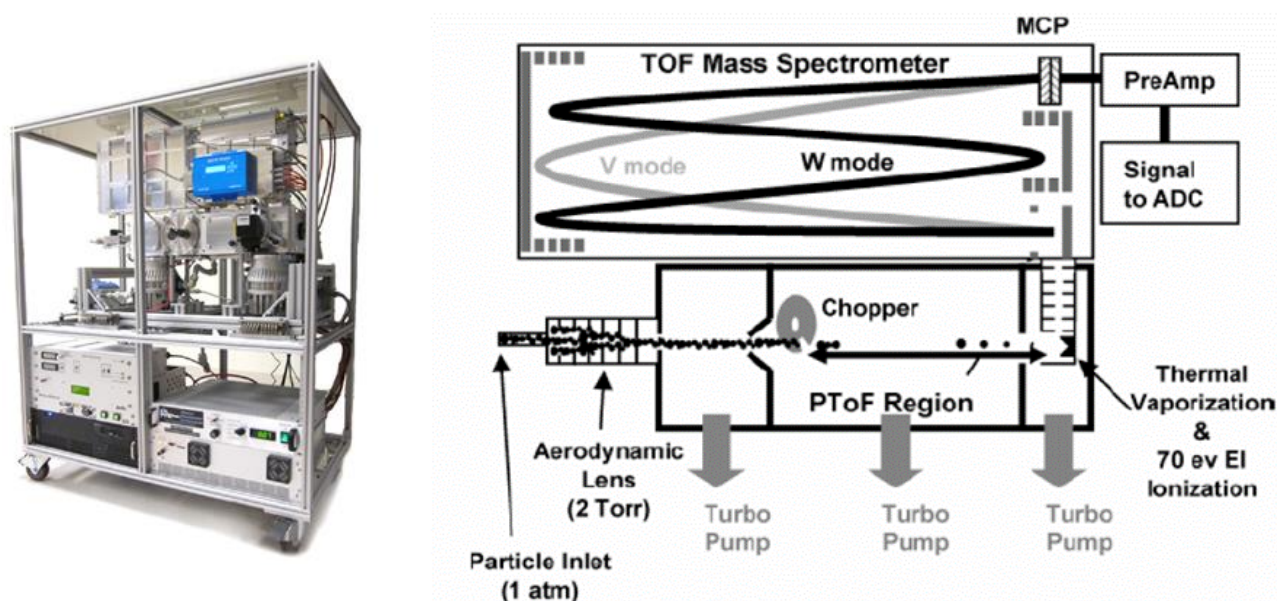 MCP
TOF Mass Spectrometer
PreAmp
V mode
W mode
Signal
to ADC
Chopper
PToF Region
Thermal
Vaporization
&
70 ev EI
Ionization
Aerodynamic
Lens
(2 Torr)
Turbo
Pump
Turbo
Pump
Turbo
Pump
Particle Inlet
(1 atm)